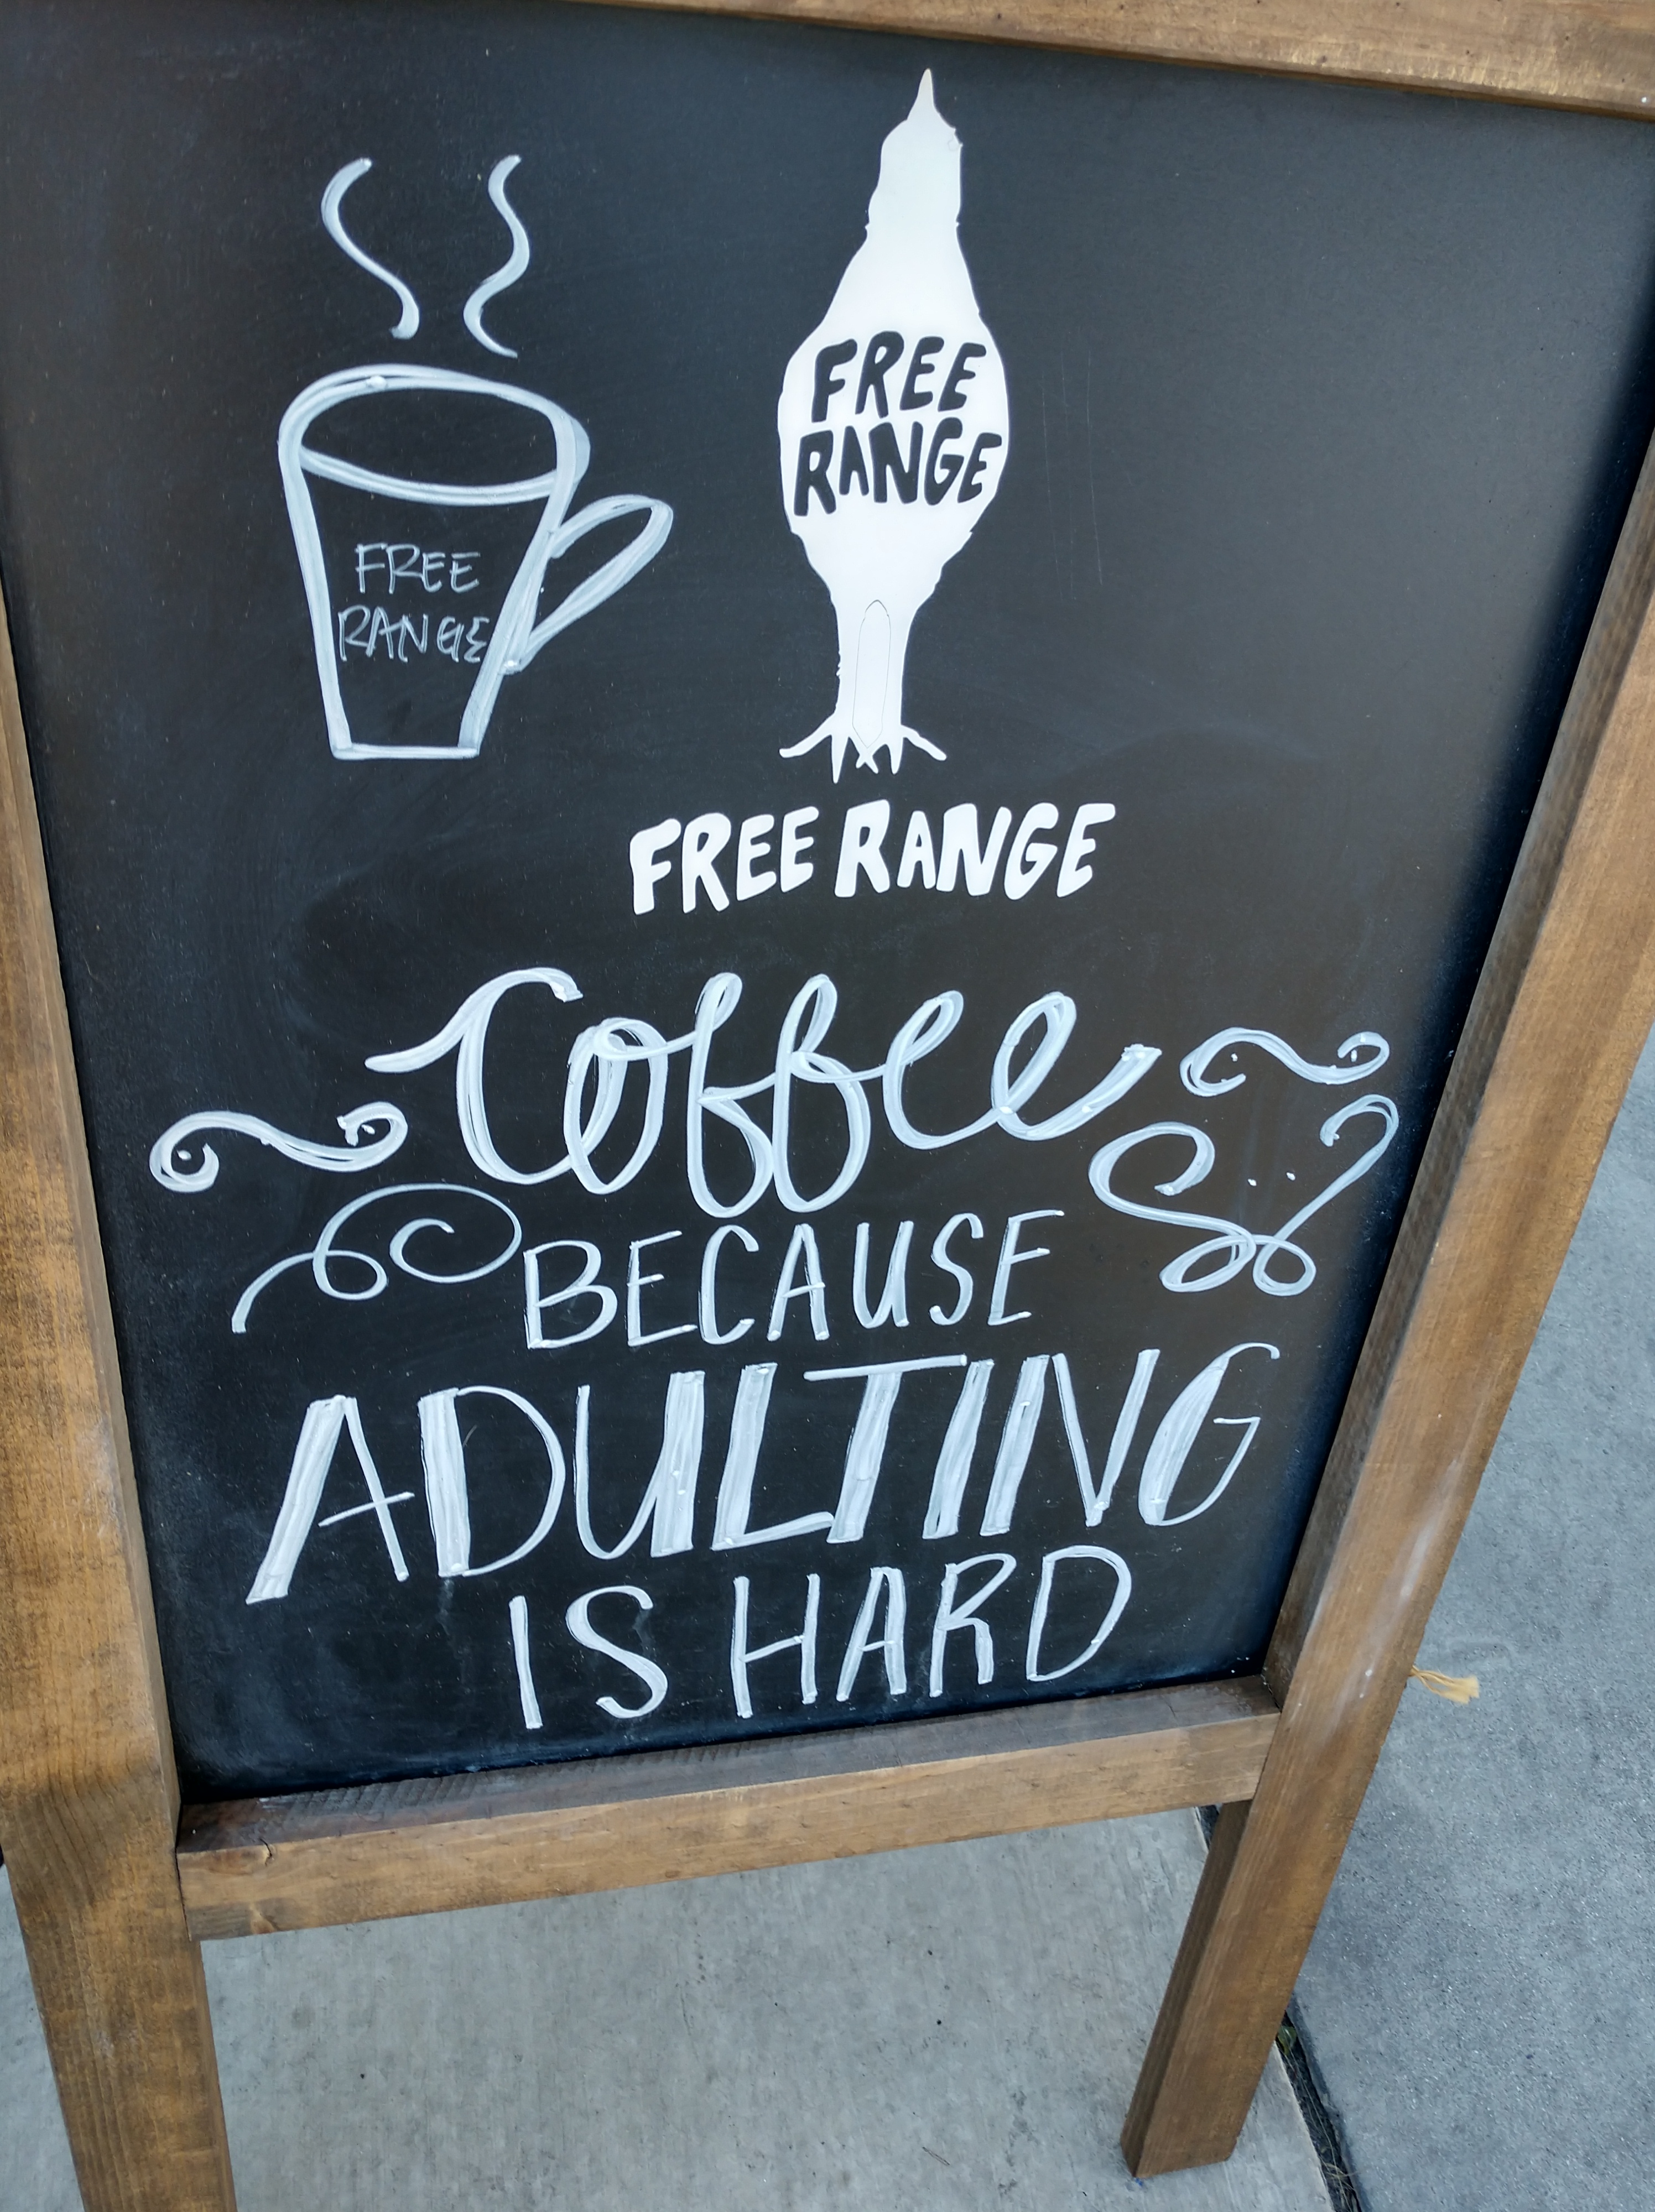 FREE
RANGE
FREE
RANGE
FREE RANGE
Coffee
BECAUSE
ADULTING
IS HARD